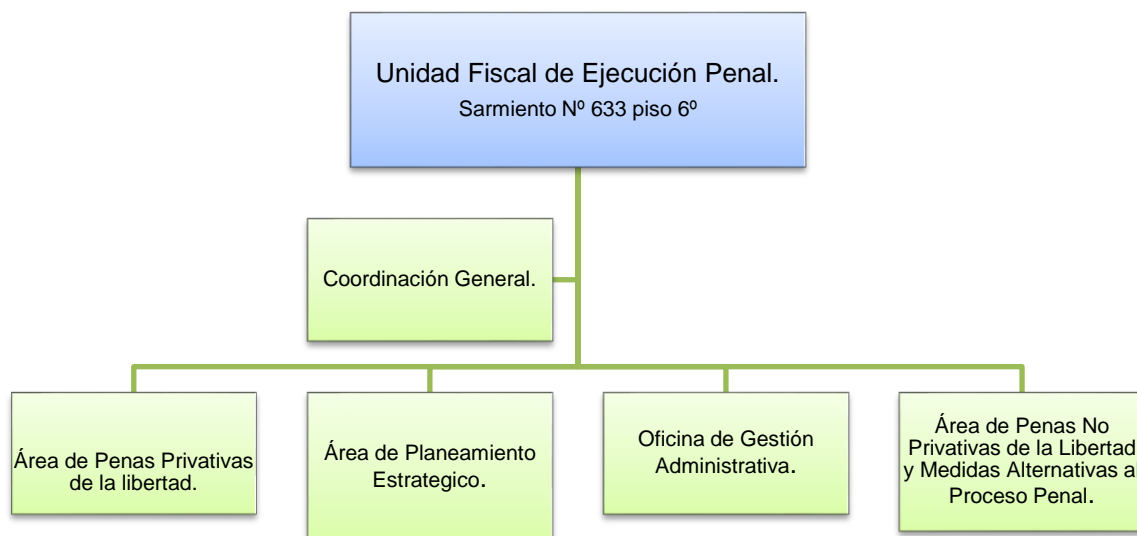 Unidad Fiscal de Ejecución Penal.
Sarmiento Nº 633 piso 6º
Coordinación General.
Área de Penas Privativas
de la libertad.
Área de Planeamiento
Estrategico.
Oficina de Gestión
Administrativa.
Área de Penas No
Privativas de la Libertad
y Medidas Alternativas al
Proceso Penal.